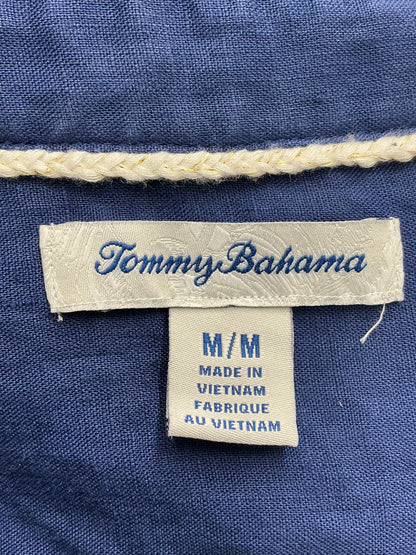 Tommy Bahama
M/M
MADE IN
VIETNAM
FABRIQUE
AU VIETNAM